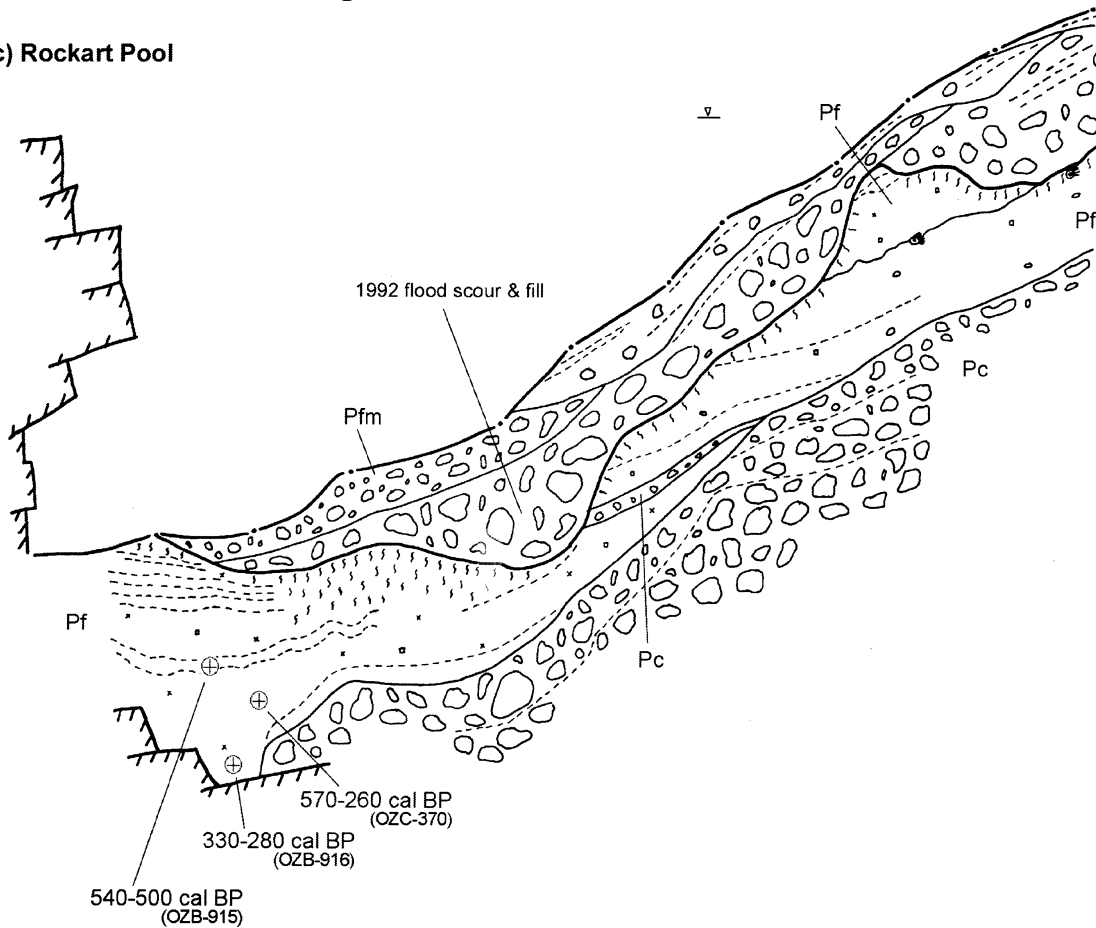 c) Rockart Pool
Pf
Pf
1992 flood scour & fill
Pc
Pfm
Pf
Pc
570-260 cal BP
(OZC-370)
330-280 cal BP
(OZB-916)
540-500 cal BP
(OZB-915)